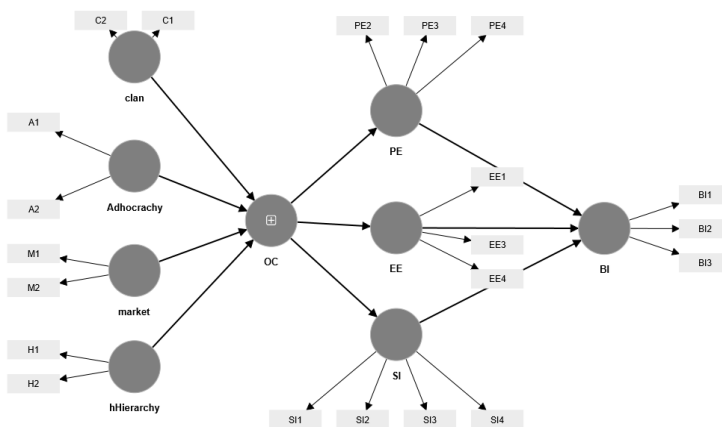 C2
C1
clan
A1
A2
Adhocrachy
M1
M2
market
H1
H2
hHierarchy
OC
PE2
PE3
PE4
PE
EE1
EE3
EE4
EE
SI
SI1
SI2
SI3
SI4
BI
BI1
BI2
BI3